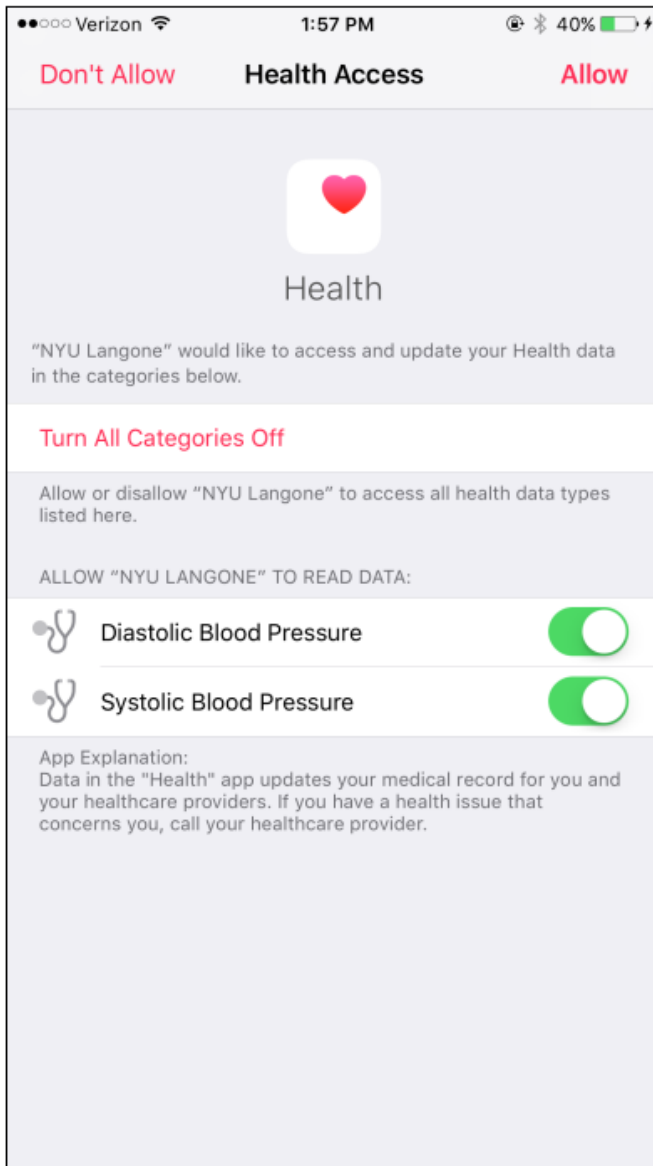 Verizon 1:57 PM 40%
Don't Allow Health Access Allow
Health
“NYU Langone” would like to access and update your Health data
in the categories below.
Turn All Categories Off
Allow or disallow “NYU Langone” to access all health data types
listed here.
ALLOW “NYU LANGONE” TO READ DATA:
Diastolic Blood Pressure
Systolic Blood Pressure
App Explanation:
Data in the "Health" app updates your medical record for you and
your healthcare providers. If you have a health issue that
concerns you, call your healthcare provider.